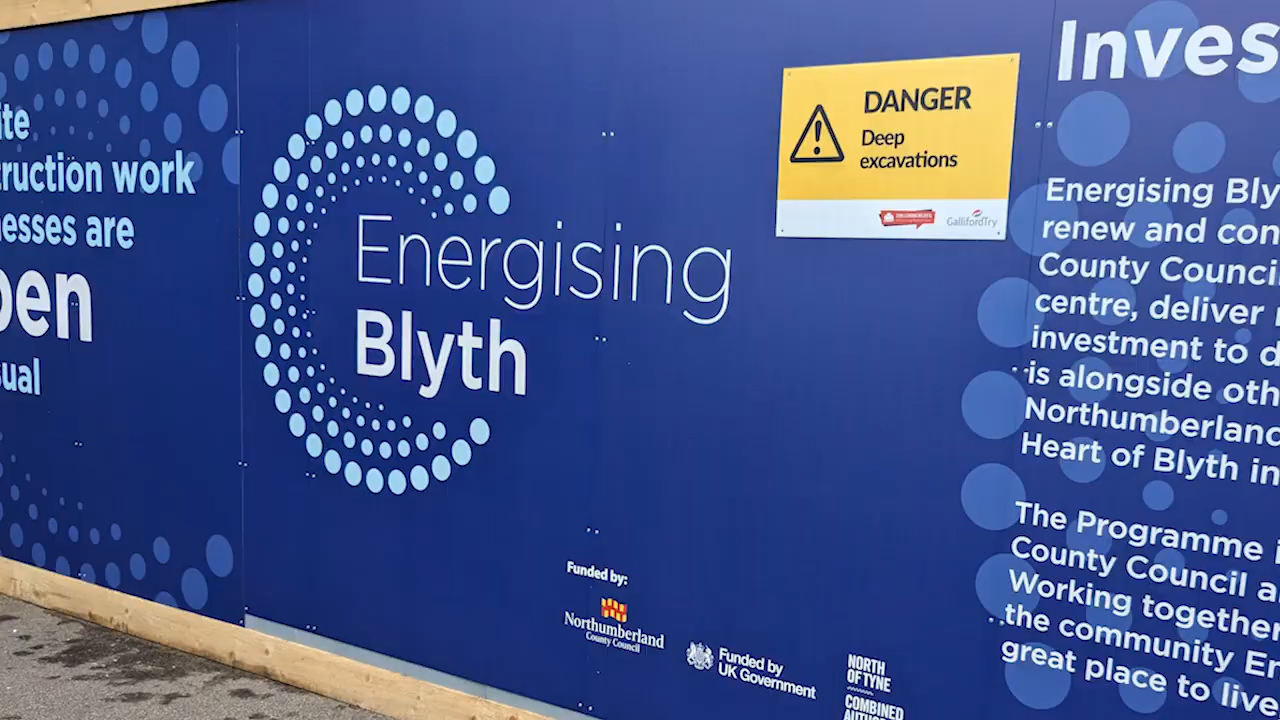 ite
ruction work
esses are
pen
sual
Energising
Blyth
DANGER
Deep
excavations
GallifordTry
Funded by:
Northumberland
County Council
Funded by
UK Government
NORTH
OF TYNE
COMBINED
Inves
Energising Bly
renew and con
County Counci
centre, deliver
investment to d
is alongside oth
Northumberland
Heart of Blyth in
The Programme i
County Council a
Working together
the community En
great place to live